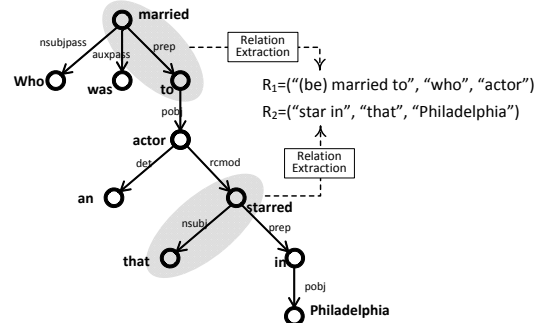 married
nsubjpass
auxpass
prep
Relation
Extraction
Who
was
to
R1=("(be) married to", "who", "actor")
R2=("star in", "that", "Philadelphia")
pobj
actor
det
rcmod
Relation
Extraction
an
starred
nsubj
prep
that
in
pobj
Philadelphia